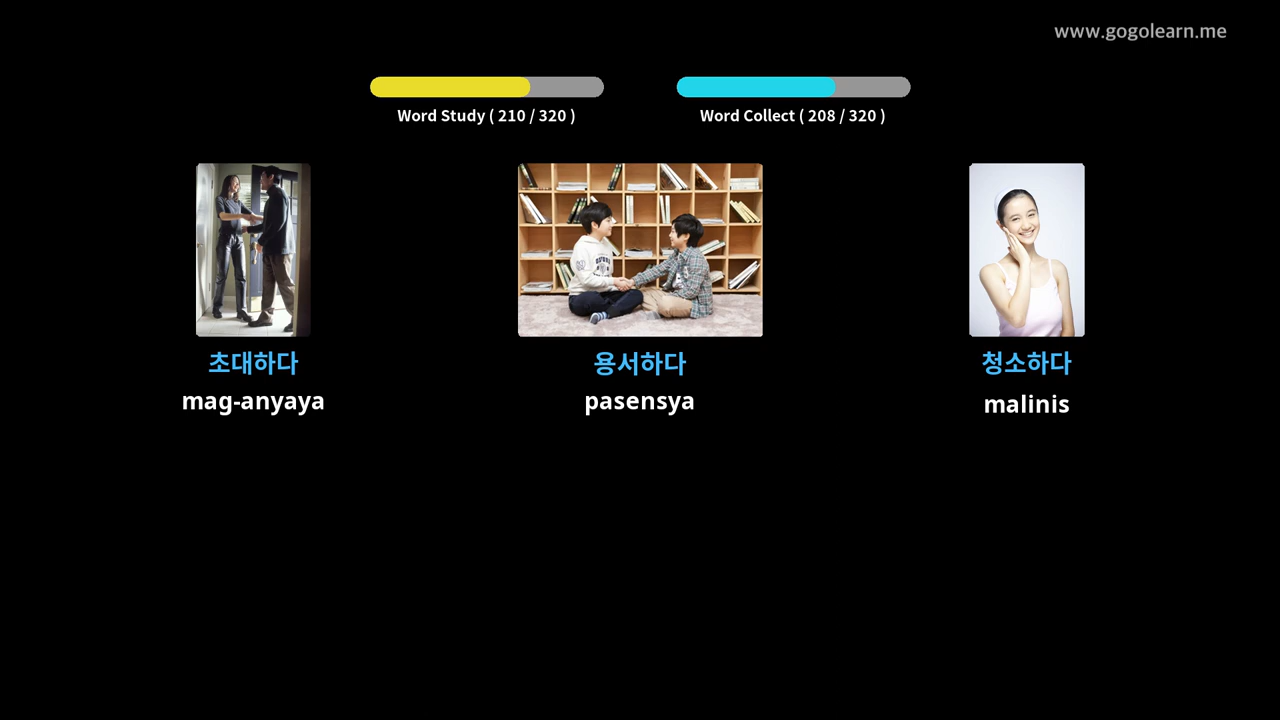 www.gogolearn.me
Word Study ( 210 / 320 )
Word Collect ( 208 / 320 )
초대하다
mag-anyaya
용서하다
pasensya
청소하다
malinis